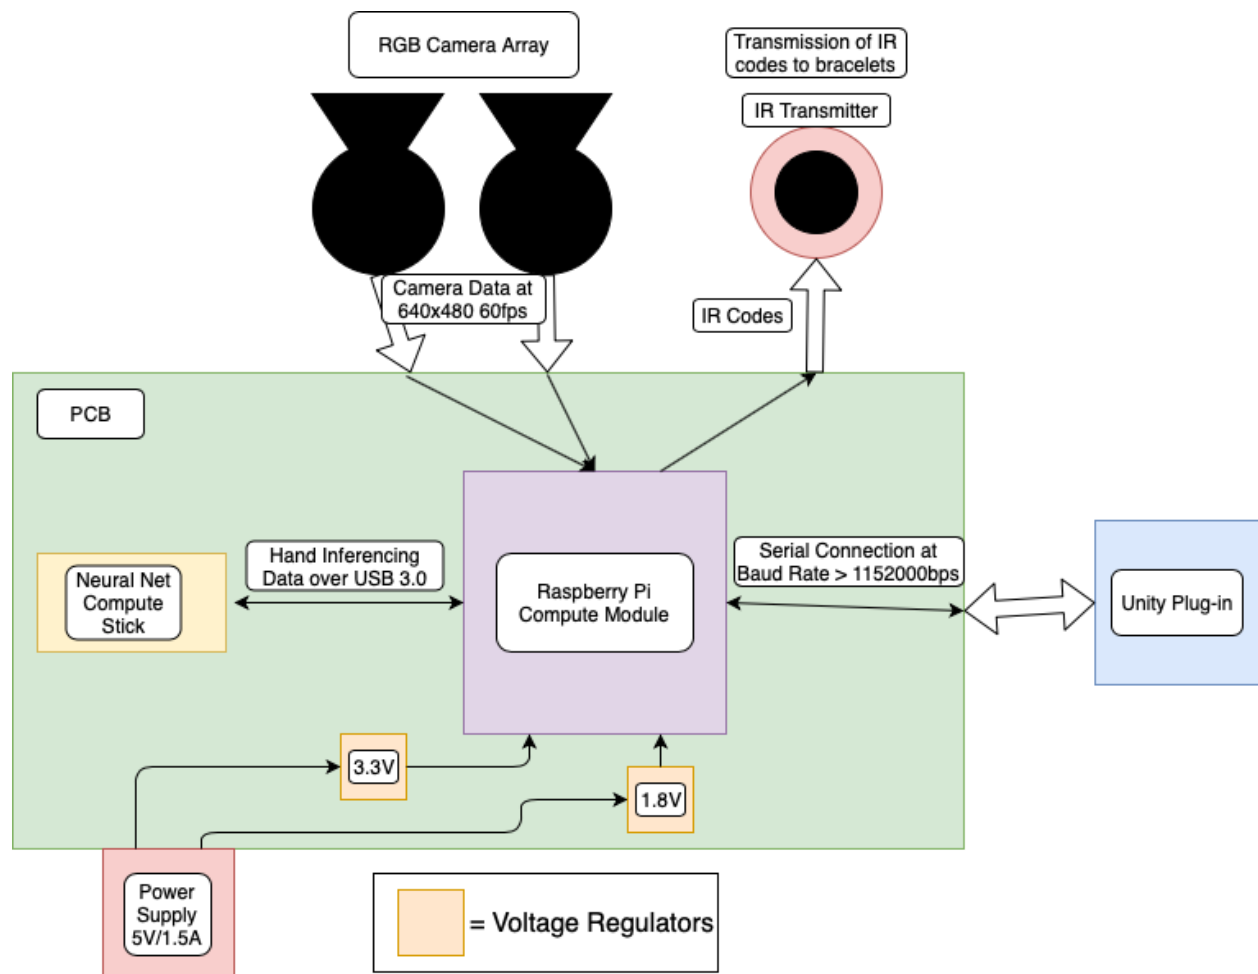 RGB Camera Array
Transmission of IR
codes to bracelets
IR Transmitter
Camera Data at
640x480 60fps
IR Codes
PCB
Hand Inferencing
Data over USB 3.0
Serial Connection at
Baud Rate > 1152000bps
Neural Net
Compute
Stick
Raspberry Pi
Compute Module
Unity Plug-in
3.3V
1.8V
Power
Supply
5V/1.5A
= Voltage Regulators